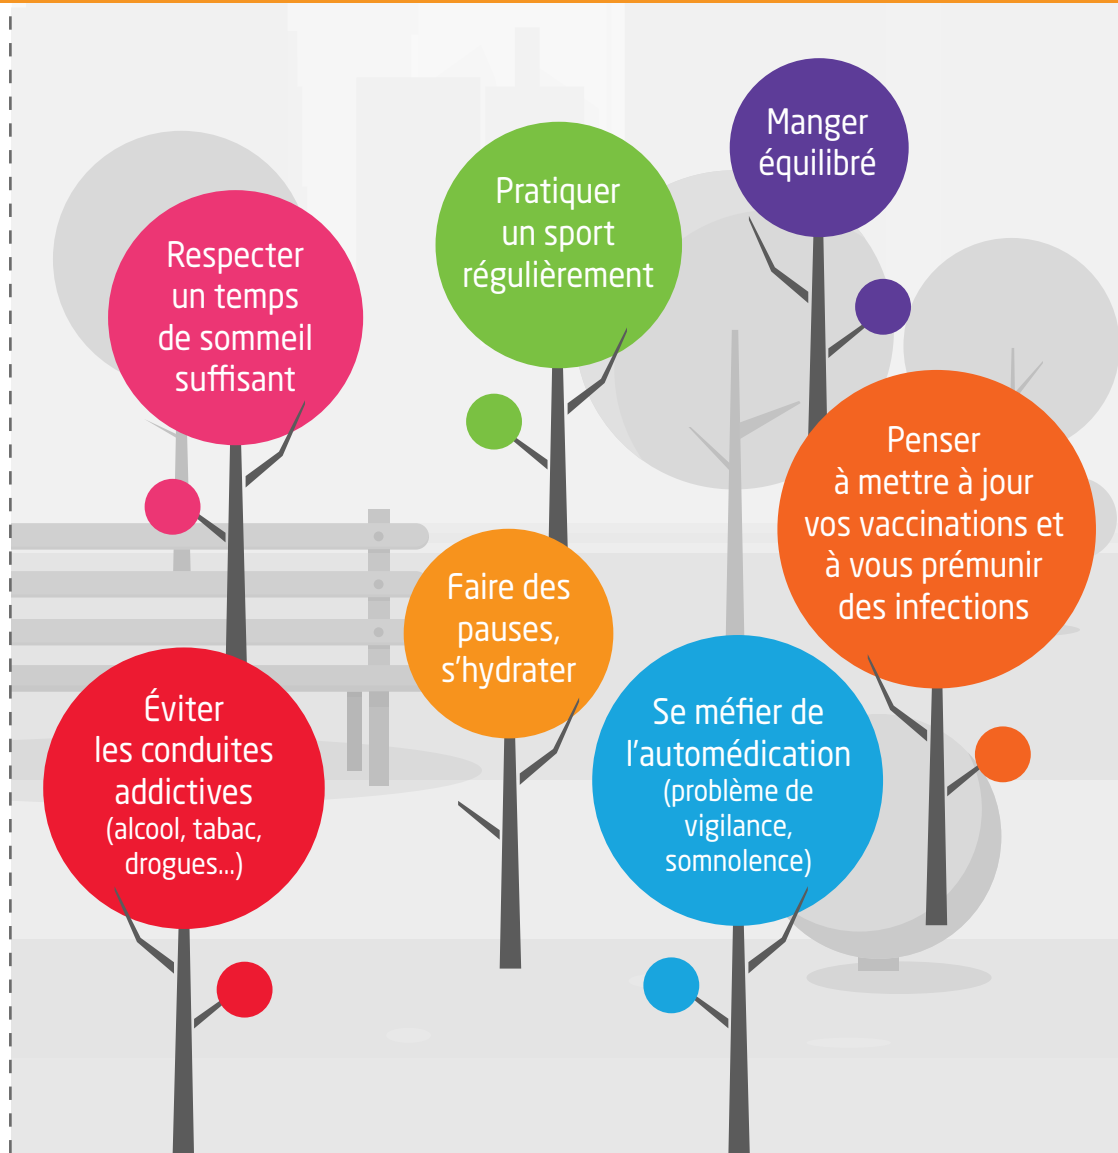 Manger
équilibré
Pratiquer
un sport
régulièrement
Respecter
un temps
de sommeil
suffisant
Penser
à mettre à jour
vos vaccinations et
à vous prémunir
des infections
Faire des
pauses,
s'hydrater
Éviter
les conduites
addictives
(alcool, tabac,
drogues...)
Se méfier de
l'automédication
(problème de
vigilance,
somnolence)